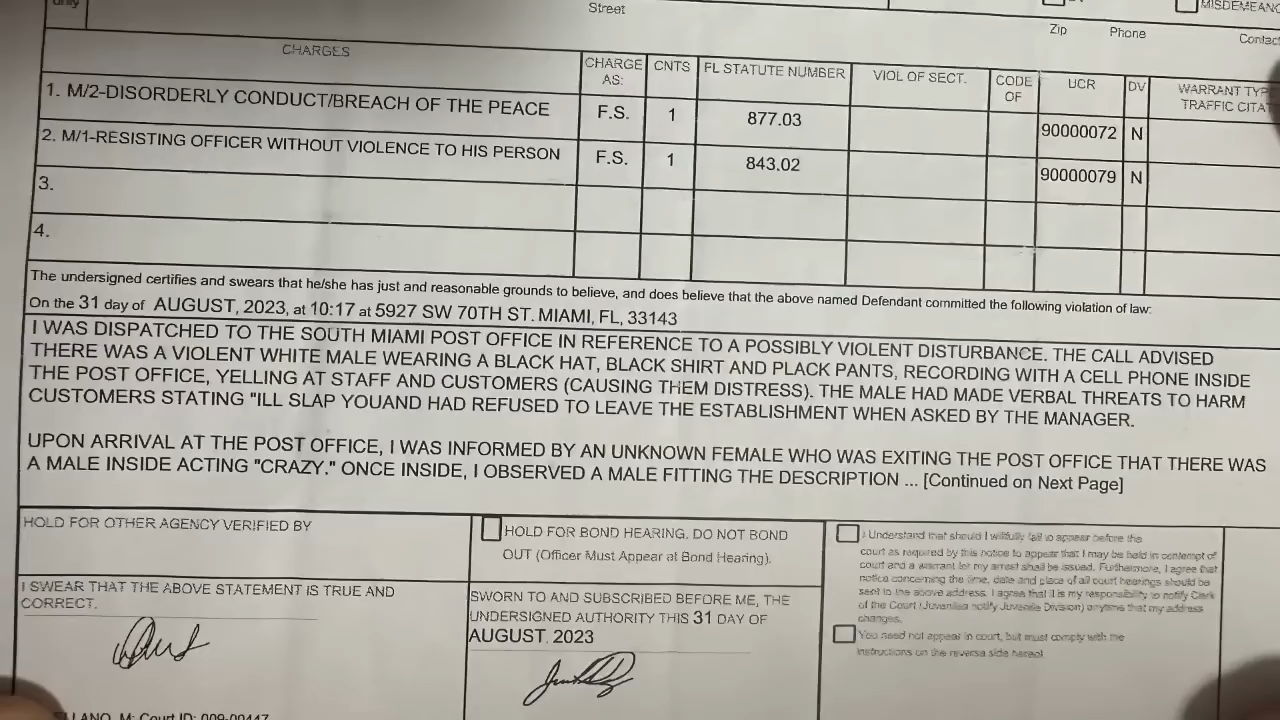 only
Street
MISDEMEANO
Zip Phone Contact
CHARGES
CHARGE AS:
CNTS
FL STATUTE NUMBER
VIOL OF SECT.
CODE OF
UCR
DV
WARRANT TYP
TRAFFIC CITAT
1. M/2-DISORDERLY CONDUCT/BREACH OF THE PEACE F.S. 1 877.03 90000072 N
2. M/1-RESISTING OFFICER WITHOUT VIOLENCE TO HIS PERSON F.S. 1 843.02 90000079 N
3.
4.
The undersigned certifies and swears that he/she has just and reasonable grounds to believe, and does believe that the above named Defendant committed the following violation of law:
On the 31 day of AUGUST, 2023, at 10:17 at 5927 SW 70TH ST. MIAMI, FL, 33143
I WAS DISPATCHED TO THE SOUTH MIAMI POST OFFICE IN REFERENCE TO A POSSIBLY VIOLENT DISTURBANCE. THE CALL ADVISED
THERE WAS A VIOLENT WHITE MALE WEARING A BLACK HAT, BLACK SHIRT AND PLACK PANTS, RECORDING WITH A CELL PHONE INSIDE
THE POST OFFICE, YELLING AT STAFF AND CUSTOMERS (CAUSING THEM DISTRESS). THE MALE HAD MADE VERBAL THREATS TO HARM
CUSTOMERS STATING "ILL SLAP YOUAND HAD REFUSED TO LEAVE THE ESTABLISHMENT WHEN ASKED BY THE MANAGER.
UPON ARRIVAL AT THE POST OFFICE, I WAS INFORMED BY AN UNKNOWN FEMALE WHO WAS EXITING THE POST OFFICE THAT THERE WAS
A MALE INSIDE ACTING "CRAZY." ONCE INSIDE, I OBSERVED A MALE FITTING THE DESCRIPTION ... [Continued on Next Page]
HOLD FOR OTHER AGENCY VERIFIED BY
I SWEAR THAT THE ABOVE STATEMENT IS TRUE AND
CORRECT.
HOLD FOR BOND HEARING. DO NOT BOND
OUT (Officer Must Appear at Bond Hearing).
SWORN TO AND SUBSCRIBED BEFORE ME, THE
UNDERSIGNED AUTHORITY THIS 31 DAY OF
AUGUST 2023
I Understand that should I willfully fail to appear before the
court as required by this notice to appear that I may be held in contempt of
court and a warrant for my arrest shall be issued. Furthermore, I agree that
notice concerning the time, date and place of all court hearings should be
sent to the above address. I agree that it is my responsibility to notify Clerk
of the Court (Juveniles notify Juvenile Division) anytime that my address
changes.
You need not appear in court, but must comply with the
instructions on the reverse side hereof.
LLANO, M: Court ID: 009-00447